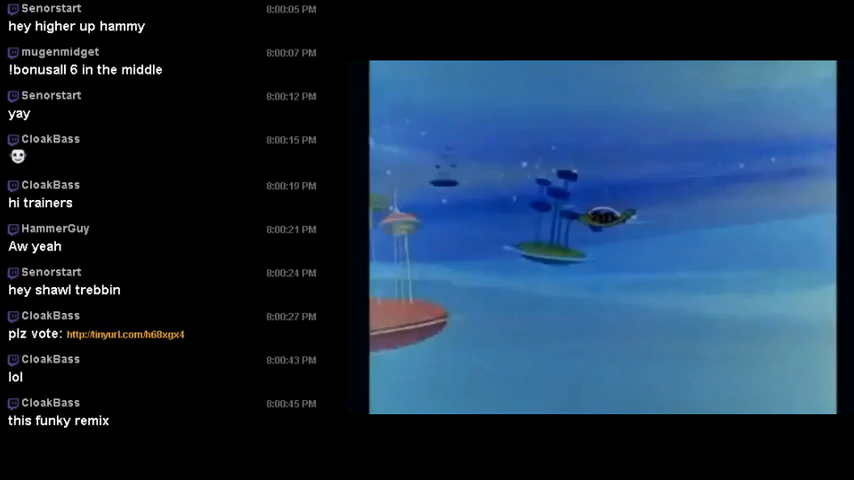 Senorstart 8:00:05 PM
hey higher up hammy
mugenmidget 8:00:07 PM
!bonusall 6 in the middle
Senorstart 8:00:12 PM
yay
CloakBass 8:00:15 PM
CloakBass 8:00:19 PM
hi trainers
HammerGuy 8:00:21 PM
Aw yeah
Senorstart 8:00:24 PM
hey shawl trebbin
CloakBass 8:00:27 PM
plz vote: http://tinyurl.com/h68xgx4
CloakBass 8:00:43 PM
lol
CloakBass 8:00:45 PM
this funky remix